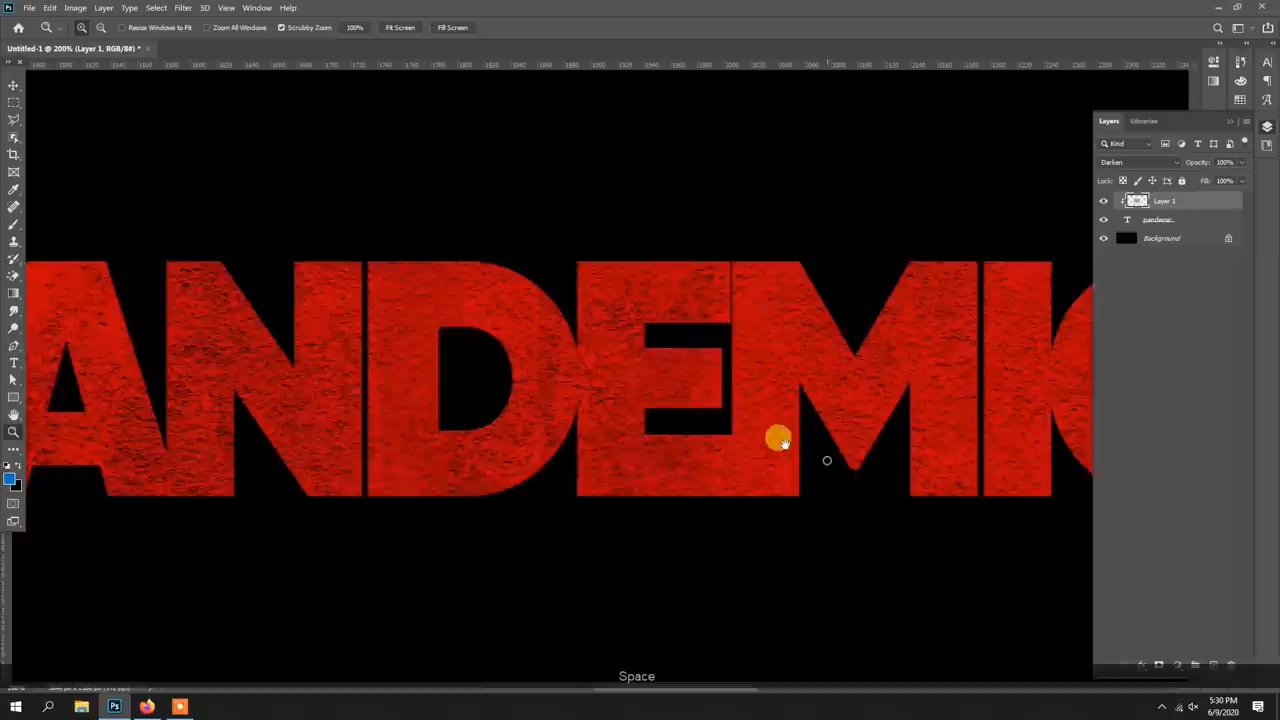 Ps File Edit Image Layer Type Select Filter 3D View Window Help
Resize Windows to Fit Zoom All Windows Scrubby Zoom 100% Fit Screen Fill Screen
Untitled-1 @ 200% (Layer 1, RGB/8#) *
Layers Libraries
Kind
Darken Opacity: 100%
Lock: Fill: 100%
Layer 1
pandemic
Background
ANDEMIC
Space
5:30 PM
6/9/2020